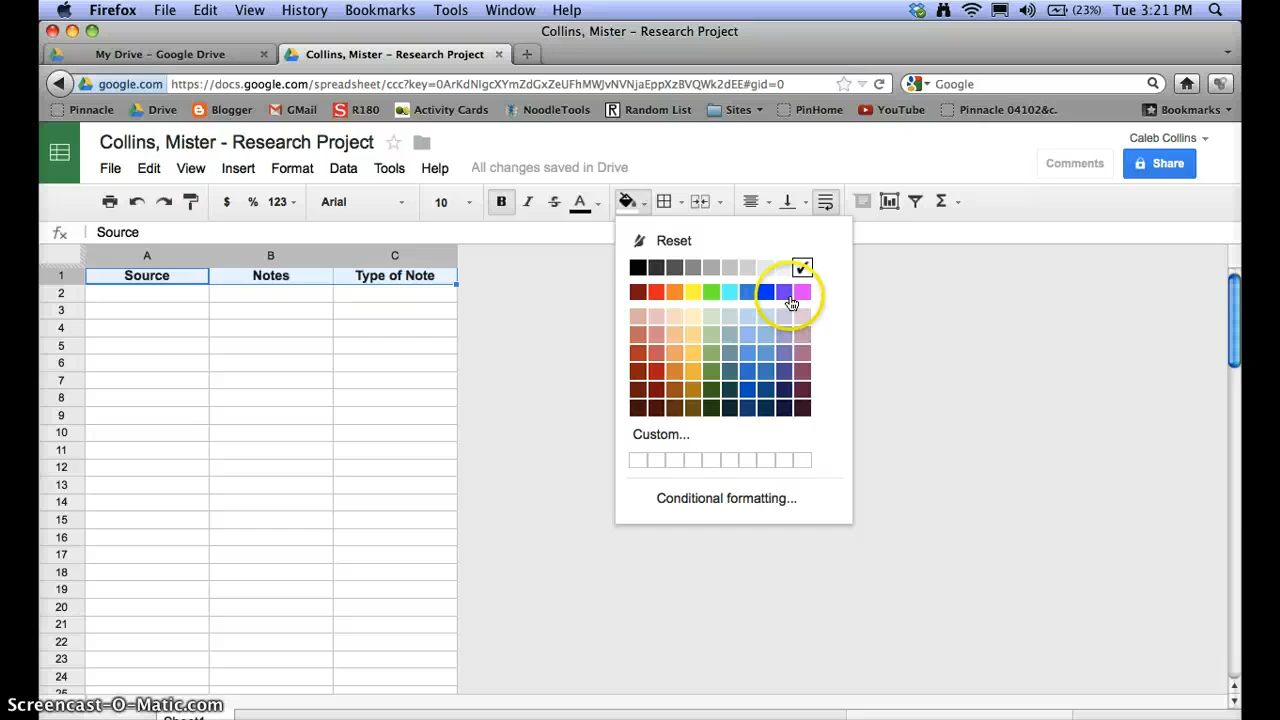 Firefox File Edit View History Bookmarks Tools Window Help (23%) Tue 3:21 PM
Collins, Mister – Research Project
My Drive – Google Drive × Collins, Mister – Research Project × +
google.com https://docs.google.com/spreadsheet/ccc?key=0ArKdNIgcXYmZdGxZeUFhMWJvNVNJaEppXzBVQWk2dEE#gid=0 Google
Pinnacle Drive Blogger GMail R180 Activity Cards NoodleTools Random List Sites PinHome YouTube Pinnacle 04102&c. Bookmarks
Collins, Mister - Research Project Caleb Collins
File Edit View Insert Format Data Tools Help All changes saved in Drive Comments Share
$ % 123 Arial 10 B I S A Σ
fx Source
Reset
A B C
1 Source Notes Type of Note
2
3
4
5
6
7
8
9
10
Custom...
11
12
13
14
Conditional formatting...
15
16
17
18
19
20
21
22
23
24
25
Screencast-O-Matic.com
Sheet1